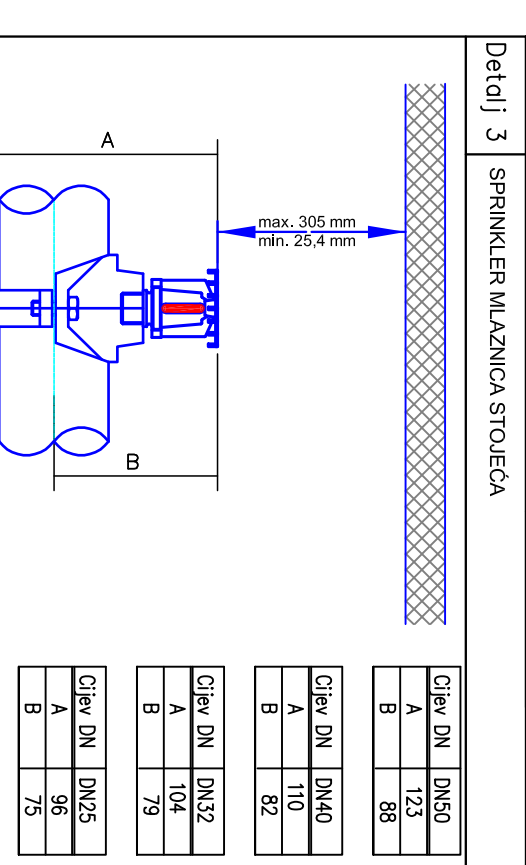 Detalj 3
SPRINKLER MLAZNICA STOJEĆA
A
max. 305 mm
min. 25,4 mm
B
Cijev DN DN50
A 123
B 88
Cijev DN DN40
A 110
B 82
Cijev DN DN32
A 104
B 79
Cijev DN DN25
A 96
B 75